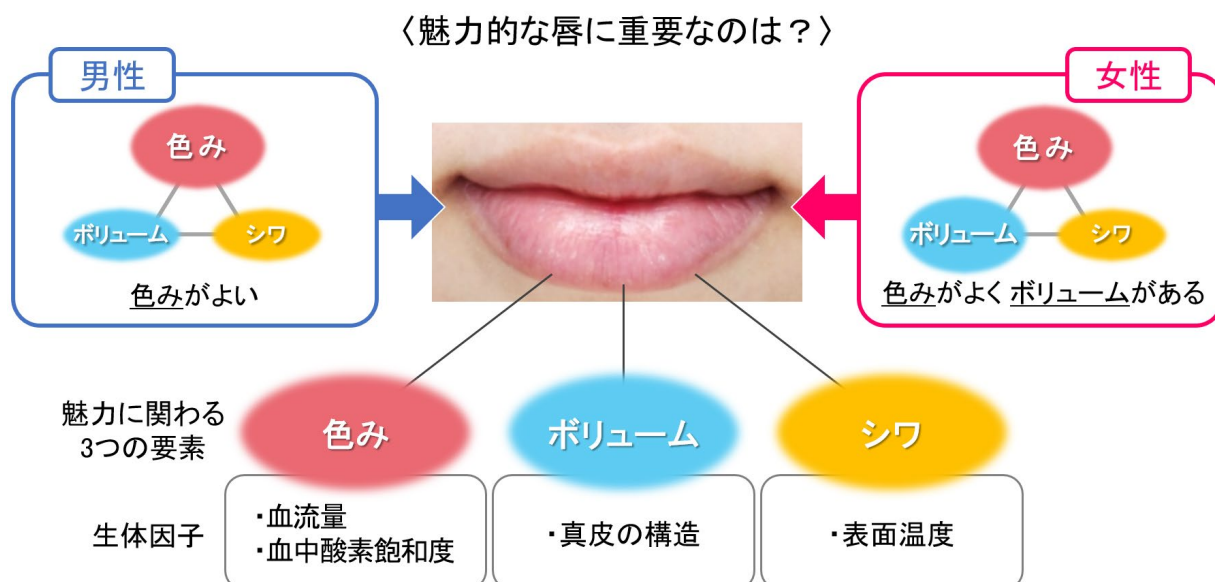 〈魅力的な唇に重要なのは？〉
男性
色み
ボリューム
シワ
色みがよい
女性
色み
ボリューム
シワ
色みがよく ボリュームがある
魅力に関わる
3つの要素
色み
ボリューム
シワ
生体因子
・血流量
・血中酸素飽和度
・真皮の構造
・表面温度